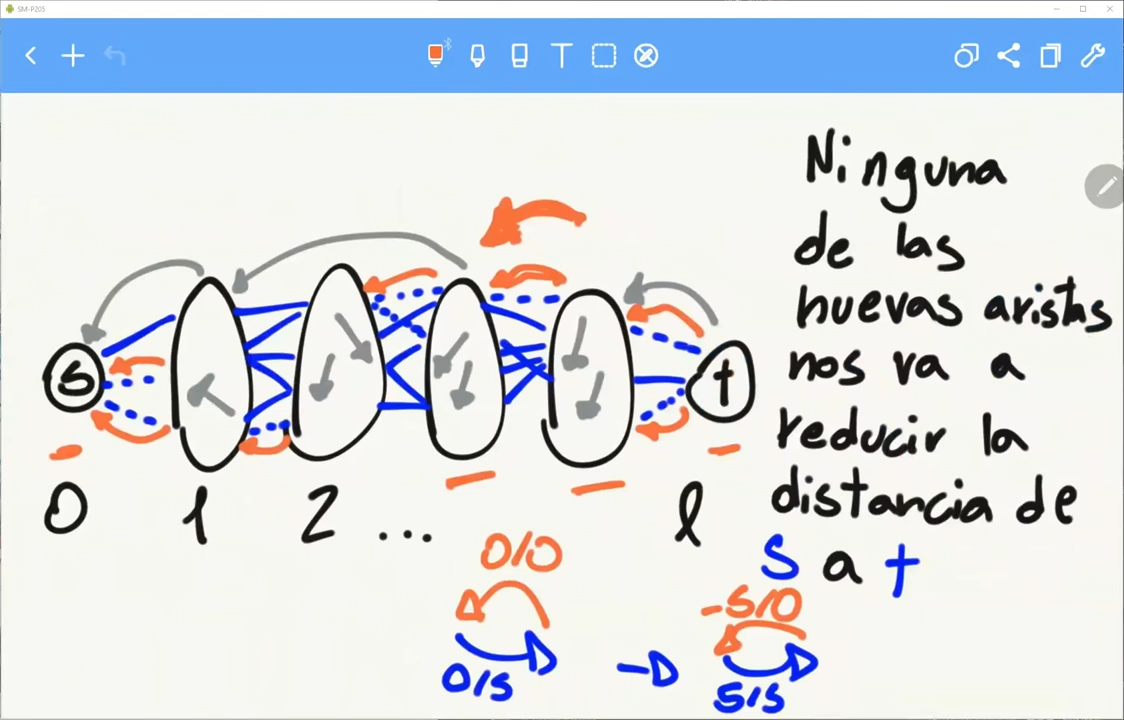 SM-P205
Ninguna
de las
nuevas aristas
nos va a
reducir la
distancia de
s a t
s
t
0 1 2 ... l
0/0
0/5
-5/0
5/5